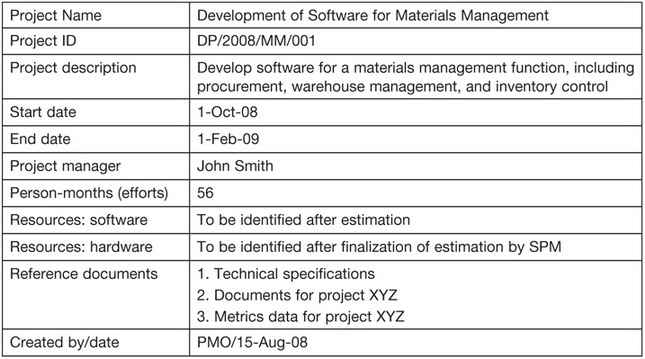 Project Name Development of Software for Materials Management
Project ID DP/2008/MM/001
Project description Develop software for a materials management function, including
procurement, warehouse management, and inventory control
Start date 1-Oct-08
End date 1-Feb-09
Project manager John Smith
Person-months (efforts) 56
Resources: software To be identified after estimation
Resources: hardware To be identified after finalization of estimation by SPM
Reference documents 1. Technical specifications
2. Documents for project XYZ
3. Metrics data for project XYZ
Created by/date PMO/15-Aug-08